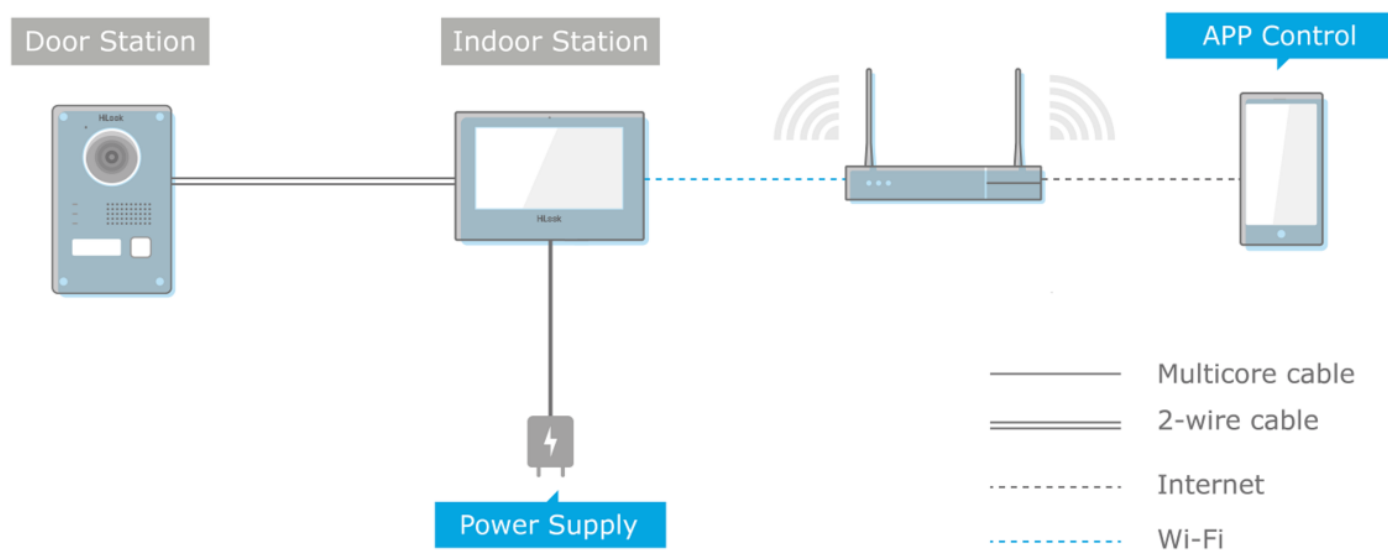 Door Station
Indoor Station
APP Control
HiLook
HiLook
Power Supply
Multicore cable
2-wire cable
Internet
Wi-Fi